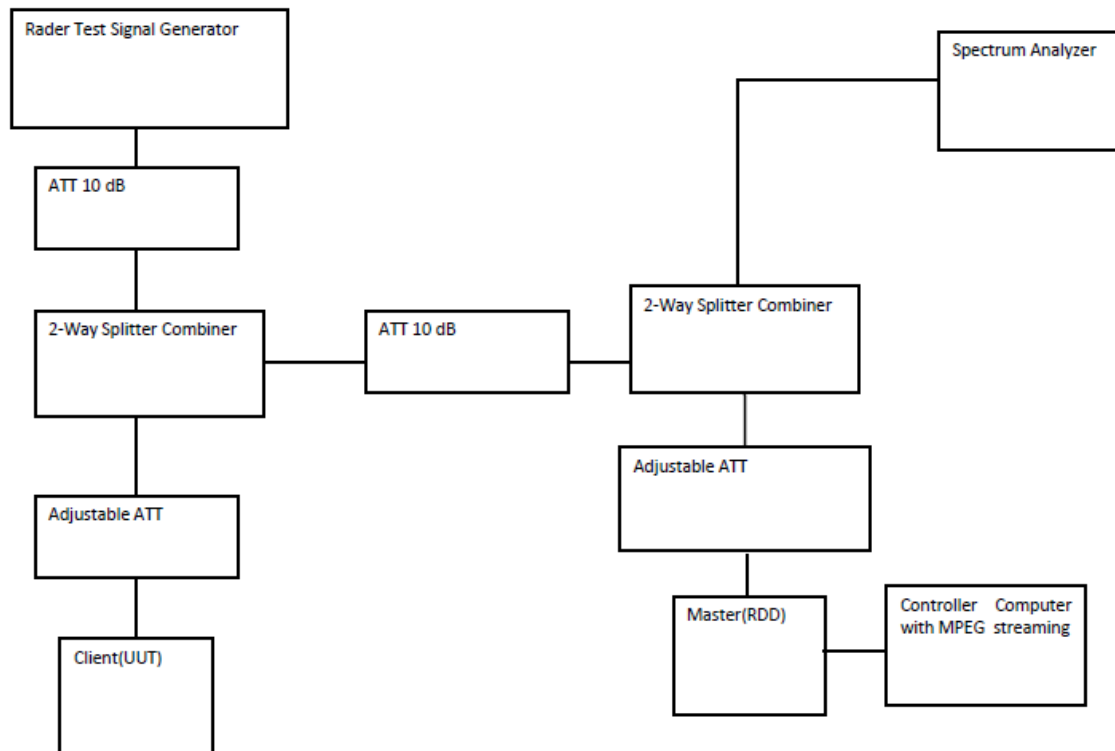 Rader Test Signal Generator
Spectrum Analyzer
ATT 10 dB
2-Way Splitter Combiner
ATT 10 dB
2-Way Splitter Combiner
Adjustable ATT
Adjustable ATT
Master(RDD)
Controller Computer
with MPEG streaming
Client(UUT)